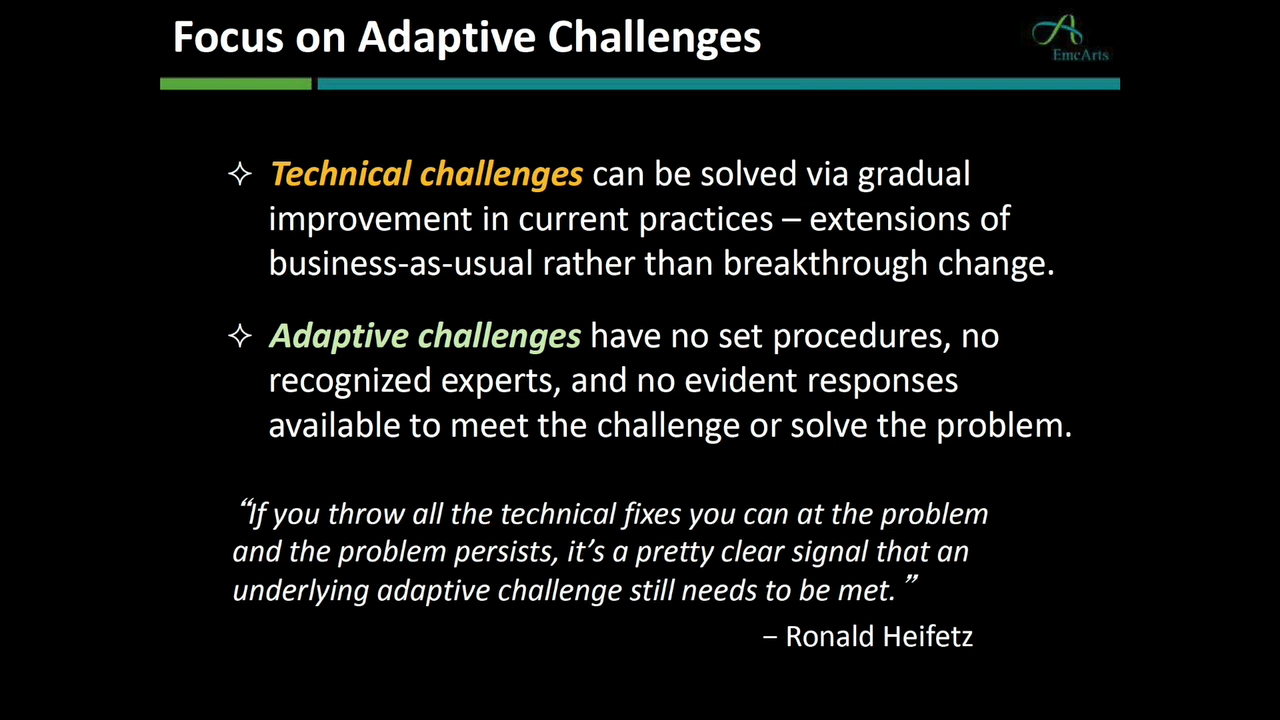 Focus on Adaptive Challenges
EmcArts
✧ Technical challenges can be solved via gradual
improvement in current practices – extensions of
business-as-usual rather than breakthrough change.
✧ Adaptive challenges have no set procedures, no
recognized experts, and no evident responses
available to meet the challenge or solve the problem.
“If you throw all the technical fixes you can at the problem
and the problem persists, it’s a pretty clear signal that an
underlying adaptive challenge still needs to be met.”
– Ronald Heifetz